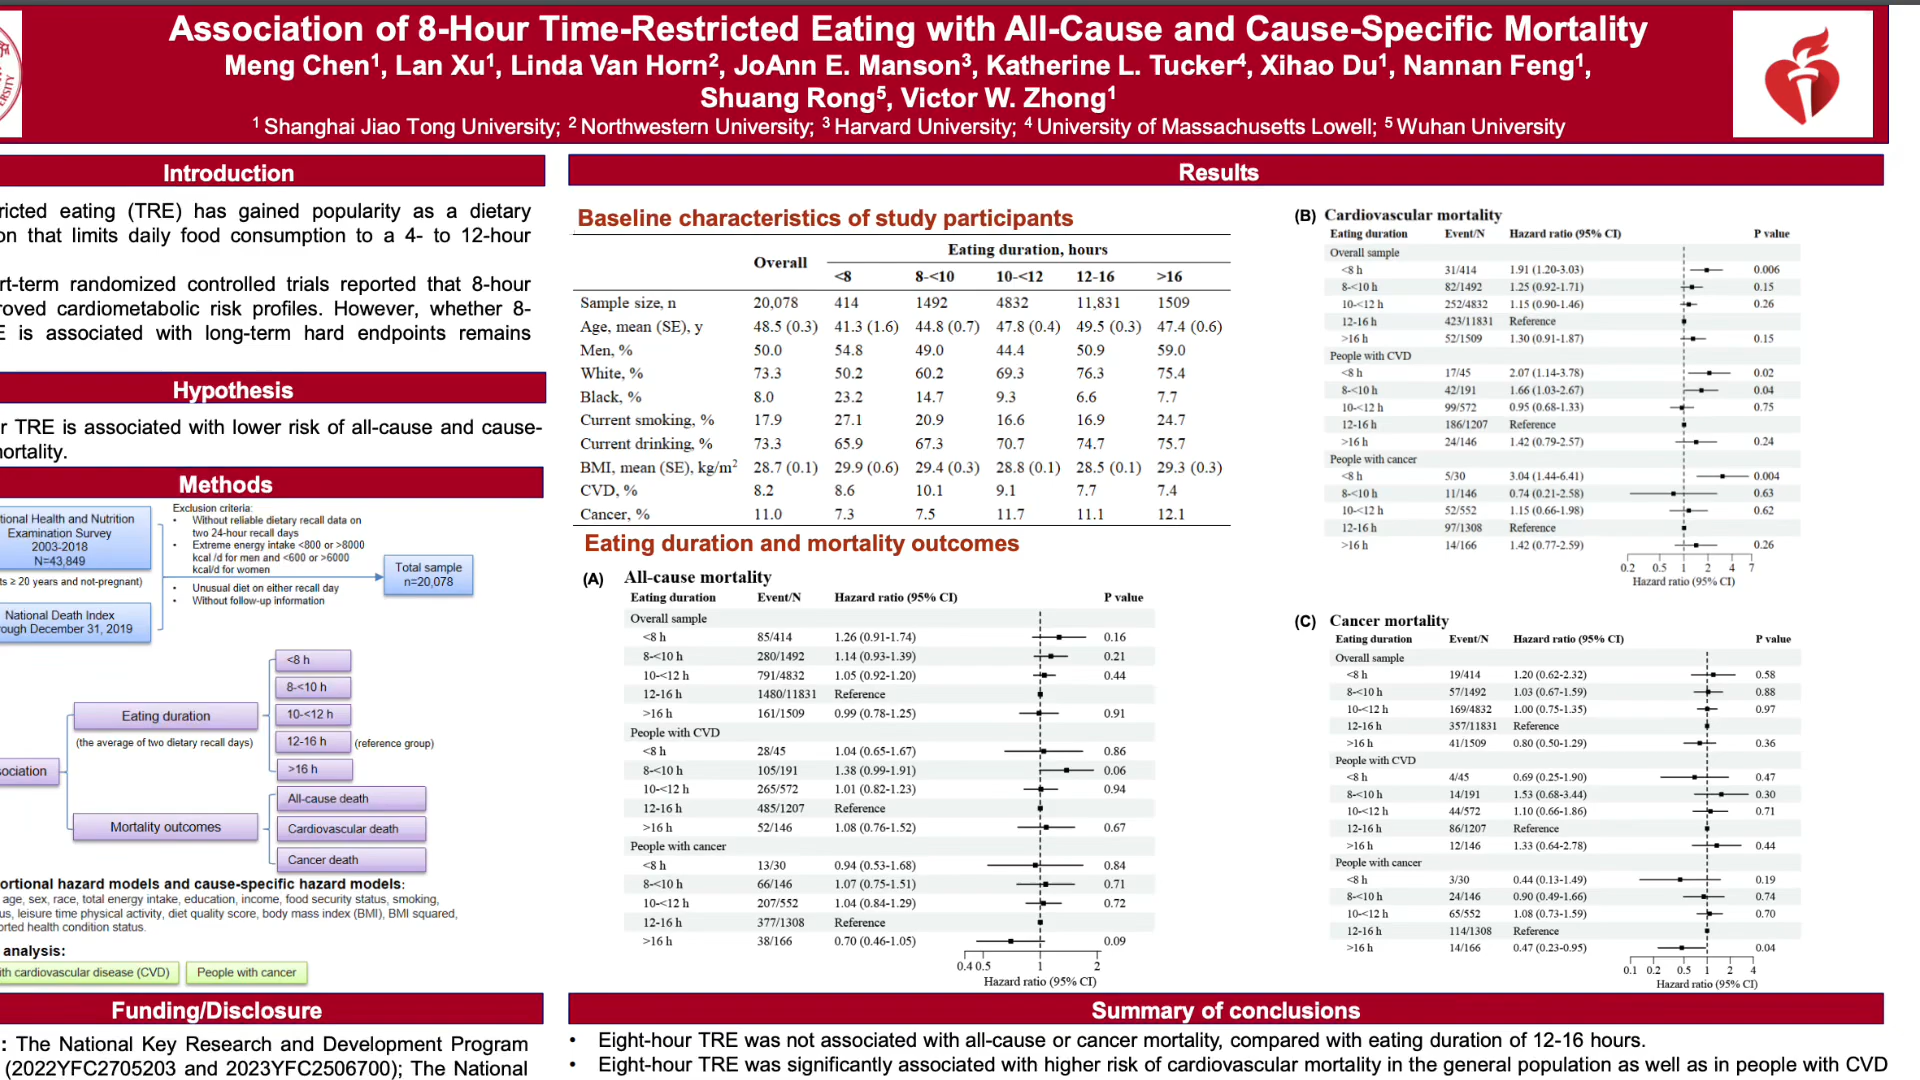 Association of 8-Hour Time-Restricted Eating with All-Cause and Cause-Specific Mortality
Meng Chen¹, Lan Xu¹, Linda Van Horn², JoAnn E. Manson³, Katherine L. Tucker⁴, Xihao Du¹, Nannan Feng¹,
Shuang Rong⁵, Victor W. Zhong¹
¹ Shanghai Jiao Tong University; ² Northwestern University; ³ Harvard University; ⁴ University of Massachusetts Lowell; ⁵ Wuhan University
Introduction
ricted eating (TRE) has gained popularity as a dietary
on that limits daily food consumption to a 4- to 12-hour
rt-term randomized controlled trials reported that 8-hour
roved cardiometabolic risk profiles. However, whether 8-
E is associated with long-term hard endpoints remains
Hypothesis
r TRE is associated with lower risk of all-cause and cause-
mortality.
Methods
tional Health and Nutrition
Examination Survey
2003-2018
N=43,849
ts ≥ 20 years and not-pregnant)
National Death Index
rough December 31, 2019
Exclusion criteria:
• Without reliable dietary recall data on
two 24-hour recall days
• Extreme energy intake <800 or >8000
kcal /d for men and <600 or >6000
kcal/d for women
• Unusual diet on either recall day
• Without follow-up information
Total sample
n=20,078
sociation
Eating duration
(the average of two dietary recall days)
<8 h
8-<10 h
10-<12 h
12-16 h (reference group)
>16 h
Mortality outcomes
All-cause death
Cardiovascular death
Cancer death
ortional hazard models and cause-specific hazard models:
age, sex, race, total energy intake, education, income, food security status, smoking,
us, leisure time physical activity, diet quality score, body mass index (BMI), BMI squared,
orted health condition status.
analysis:
ith cardiovascular disease (CVD) People with cancer
Funding/Disclosure
: The National Key Research and Development Program
(2022YFC2705203 and 2023YFC2506700); The National
Results
Baseline characteristics of study participants
Overall Eating duration, hours
<8 8-<10 10-<12 12-16 >16
Sample size, n 20,078 414 1492 4832 11,831 1509
Age, mean (SE), y 48.5 (0.3) 41.3 (1.6) 44.8 (0.7) 47.8 (0.4) 49.5 (0.3) 47.4 (0.6)
Men, % 50.0 54.8 49.0 44.4 50.9 59.0
White, % 73.3 50.2 60.2 69.3 76.3 75.4
Black, % 8.0 23.2 14.7 9.3 6.6 7.7
Current smoking, % 17.9 27.1 20.9 16.6 16.9 24.7
Current drinking, % 73.3 65.9 67.3 70.7 74.7 75.7
BMI, mean (SE), kg/m² 28.7 (0.1) 29.9 (0.6) 29.4 (0.3) 28.8 (0.1) 28.5 (0.1) 29.3 (0.3)
CVD, % 8.2 8.6 10.1 9.1 7.7 7.4
Cancer, % 11.0 7.3 7.5 11.7 11.1 12.1
Eating duration and mortality outcomes
(A) All-cause mortality
Eating duration Event/N Hazard ratio (95% CI) P value
Overall sample
<8 h 85/414 1.26 (0.91-1.74) 0.16
8-<10 h 280/1492 1.14 (0.93-1.39) 0.21
10-<12 h 791/4832 1.05 (0.92-1.20) 0.44
12-16 h 1480/11831 Reference
>16 h 161/1509 0.99 (0.78-1.25) 0.91
People with CVD
<8 h 28/45 1.04 (0.65-1.67) 0.86
8-<10 h 105/191 1.38 (0.99-1.91) 0.06
10-<12 h 265/572 1.01 (0.82-1.23) 0.94
12-16 h 485/1207 Reference
>16 h 52/146 1.08 (0.76-1.52) 0.67
People with cancer
<8 h 13/30 0.94 (0.53-1.68) 0.84
8-<10 h 66/146 1.07 (0.75-1.51) 0.71
10-<12 h 207/552 1.04 (0.84-1.29) 0.72
12-16 h 377/1308 Reference
>16 h 38/166 0.70 (0.46-1.05) 0.09
0.4 0.5 1 2
Hazard ratio (95% CI)
(B) Cardiovascular mortality
Eating duration Event/N Hazard ratio (95% CI) P value
Overall sample
<8 h 31/414 1.91 (1.20-3.03) 0.006
8-<10 h 82/1492 1.25 (0.92-1.71) 0.15
10-<12 h 252/4832 1.15 (0.90-1.46) 0.26
12-16 h 423/11831 Reference
>16 h 52/1509 1.30 (0.91-1.87) 0.15
People with CVD
<8 h 17/45 2.07 (1.14-3.78) 0.02
8-<10 h 42/191 1.66 (1.03-2.67) 0.04
10-<12 h 99/572 0.95 (0.68-1.33) 0.75
12-16 h 186/1207 Reference
>16 h 24/146 1.42 (0.79-2.57) 0.24
People with cancer
<8 h 5/30 3.04 (1.44-6.41) 0.004
8-<10 h 11/146 0.74 (0.21-2.58) 0.63
10-<12 h 52/552 1.15 (0.66-1.98) 0.62
12-16 h 97/1308 Reference
>16 h 14/166 1.42 (0.77-2.59) 0.26
0.2 0.5 1 2 4 7
Hazard ratio (95% CI)
(C) Cancer mortality
Eating duration Event/N Hazard ratio (95% CI) P value
Overall sample
<8 h 19/414 1.20 (0.62-2.32) 0.58
8-<10 h 57/1492 1.03 (0.67-1.59) 0.88
10-<12 h 169/4832 1.00 (0.75-1.35) 0.97
12-16 h 357/11831 Reference
>16 h 41/1509 0.80 (0.50-1.29) 0.36
People with CVD
<8 h 4/45 0.69 (0.25-1.90) 0.47
8-<10 h 14/191 1.53 (0.68-3.44) 0.30
10-<12 h 44/572 1.10 (0.66-1.86) 0.71
12-16 h 86/1207 Reference
>16 h 12/146 1.33 (0.64-2.78) 0.44
People with cancer
<8 h 3/30 0.44 (0.13-1.49) 0.19
8-<10 h 24/146 0.90 (0.49-1.66) 0.74
10-<12 h 65/552 1.08 (0.73-1.59) 0.70
12-16 h 114/1308 Reference
>16 h 14/166 0.47 (0.23-0.95) 0.04
0.1 0.2 0.5 1 2 4
Hazard ratio (95% CI)
Summary of conclusions
• Eight-hour TRE was not associated with all-cause or cancer mortality, compared with eating duration of 12-16 hours.
• Eight-hour TRE was significantly associated with higher risk of cardiovascular mortality in the general population as well as in people with CVD